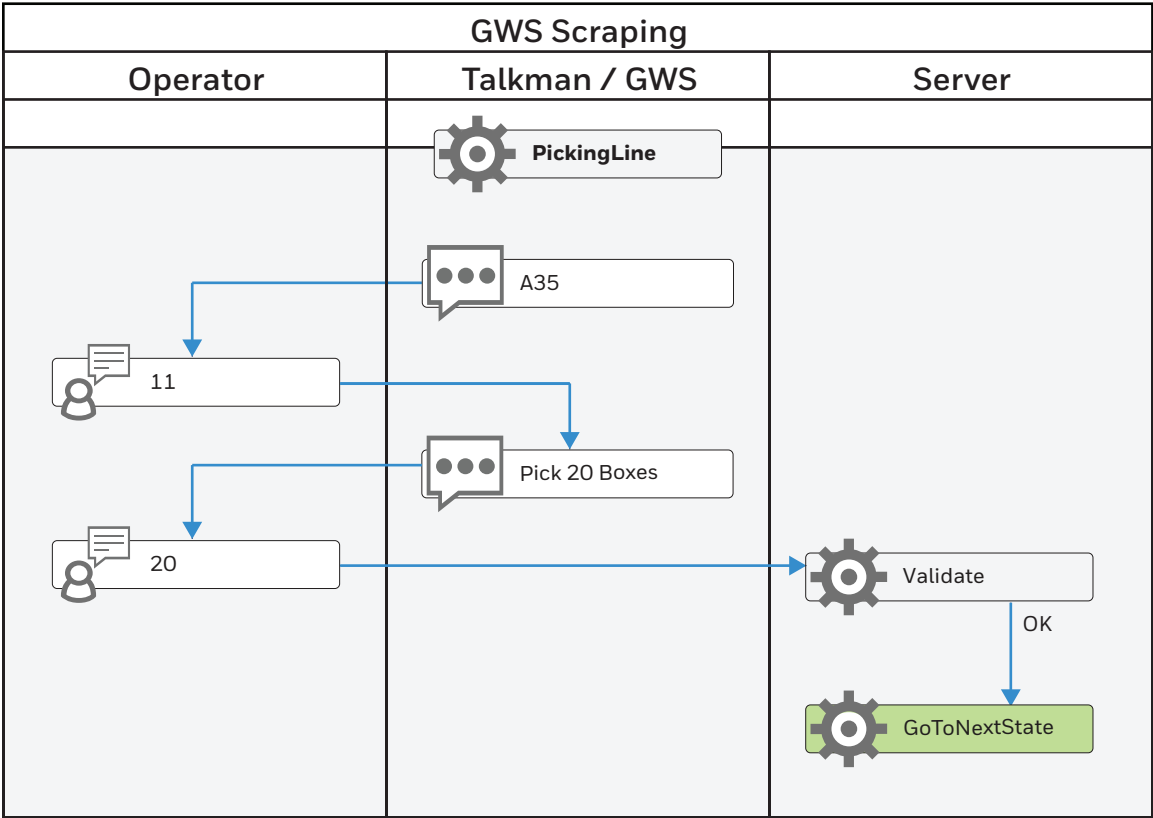 GWS Scraping
Operator
Talkman / GWS
Server
PickingLine
A35
11
Pick 20 Boxes
20
Validate
OK
GoToNextState